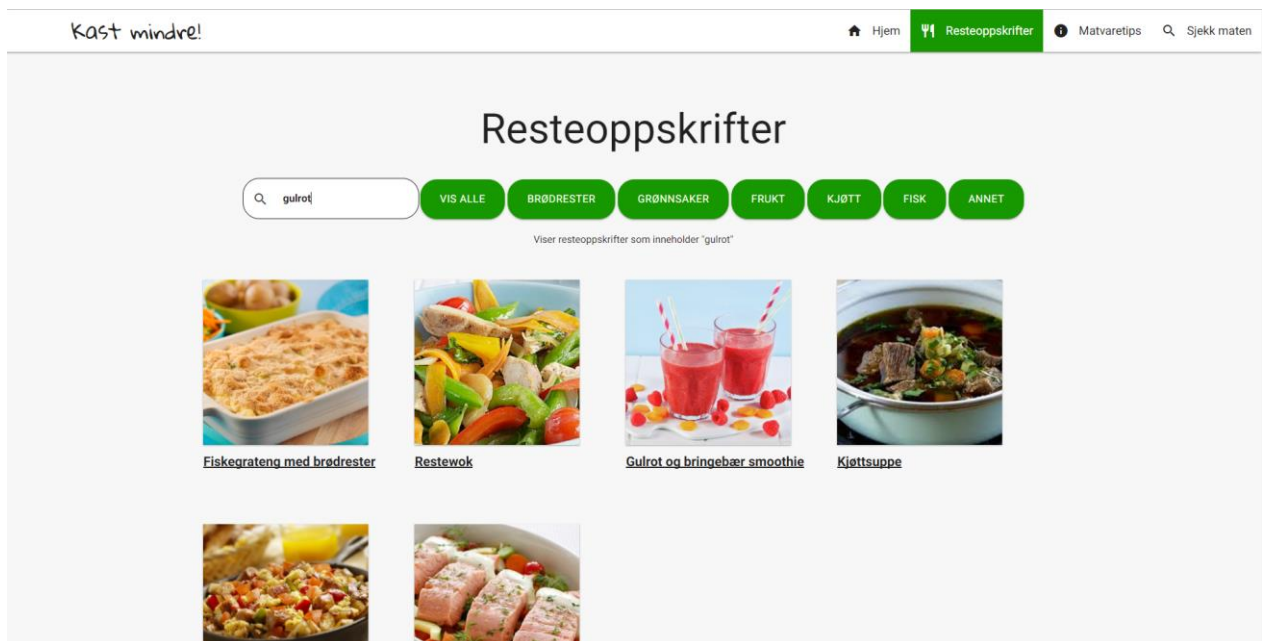 Kast mindre!
Hjem
Resteoppskrifter
Matvaretips
Sjekk maten
Resteoppskrifter
gulrot
VIS ALLE
BRØDRESTER
GRØNNSAKER
FRUKT
KJØTT
FISK
ANNET
Viser resteoppskrifter som inneholder "gulrot"
Fiskegrateng med brødrester
Restewok
Gulrot og bringebær smoothie
Kjøttsuppe